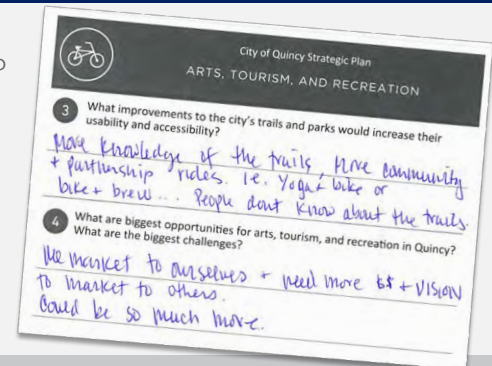 City of Quincy Strategic Plan
ARTS, TOURISM, AND RECREATION
3 What improvements to the city's trails and parks would increase their
usability and accessibility?
More knowledge of the trails, More community
+ partnership rides. ie. Yoga + bike or
bike + brew... People dont know about the trails.
4 What are biggest opportunities for arts, tourism, and recreation in Quincy?
What are the biggest challenges?
We market to ourselves + need more $ + VISION
to market to others.
Could be so much more.